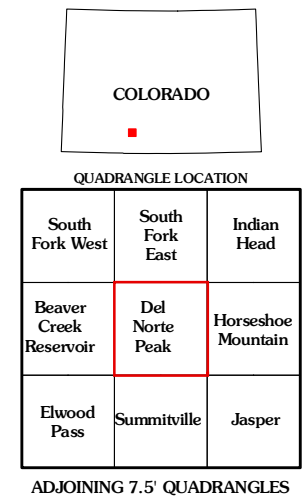 COLORADO
QUADRANGLE LOCATION
South
Fork West
South
Fork
East
Indian
Head
Beaver
Creek
Reservoir
Del
Norte
Peak
Horseshoe
Mountain
Elwood
Pass
Summitville
Jasper
ADJOINING 7.5' QUADRANGLES